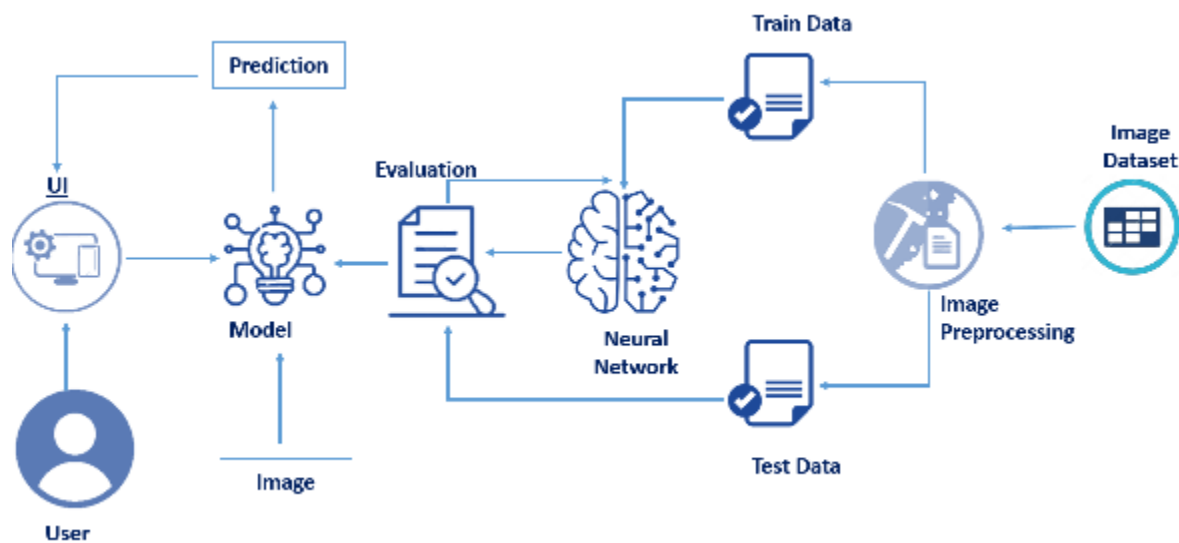 Train Data
Prediction
Image
Dataset
Evaluation
UI
Image
Preprocessing
Model
Neural
Network
Test Data
Image
User